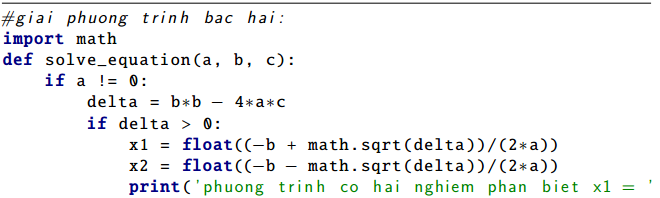 #giai phuong trinh bac hai:
import math
def solve_equation(a, b, c):
    if a != 0:
        delta = b*b − 4*a*c
        if delta > 0:
            x1 = float((−b + math.sqrt(delta))/(2*a))
            x2 = float((−b − math.sqrt(delta))/(2*a))
            print('phuong trinh co hai nghiem phan biet x1 = '